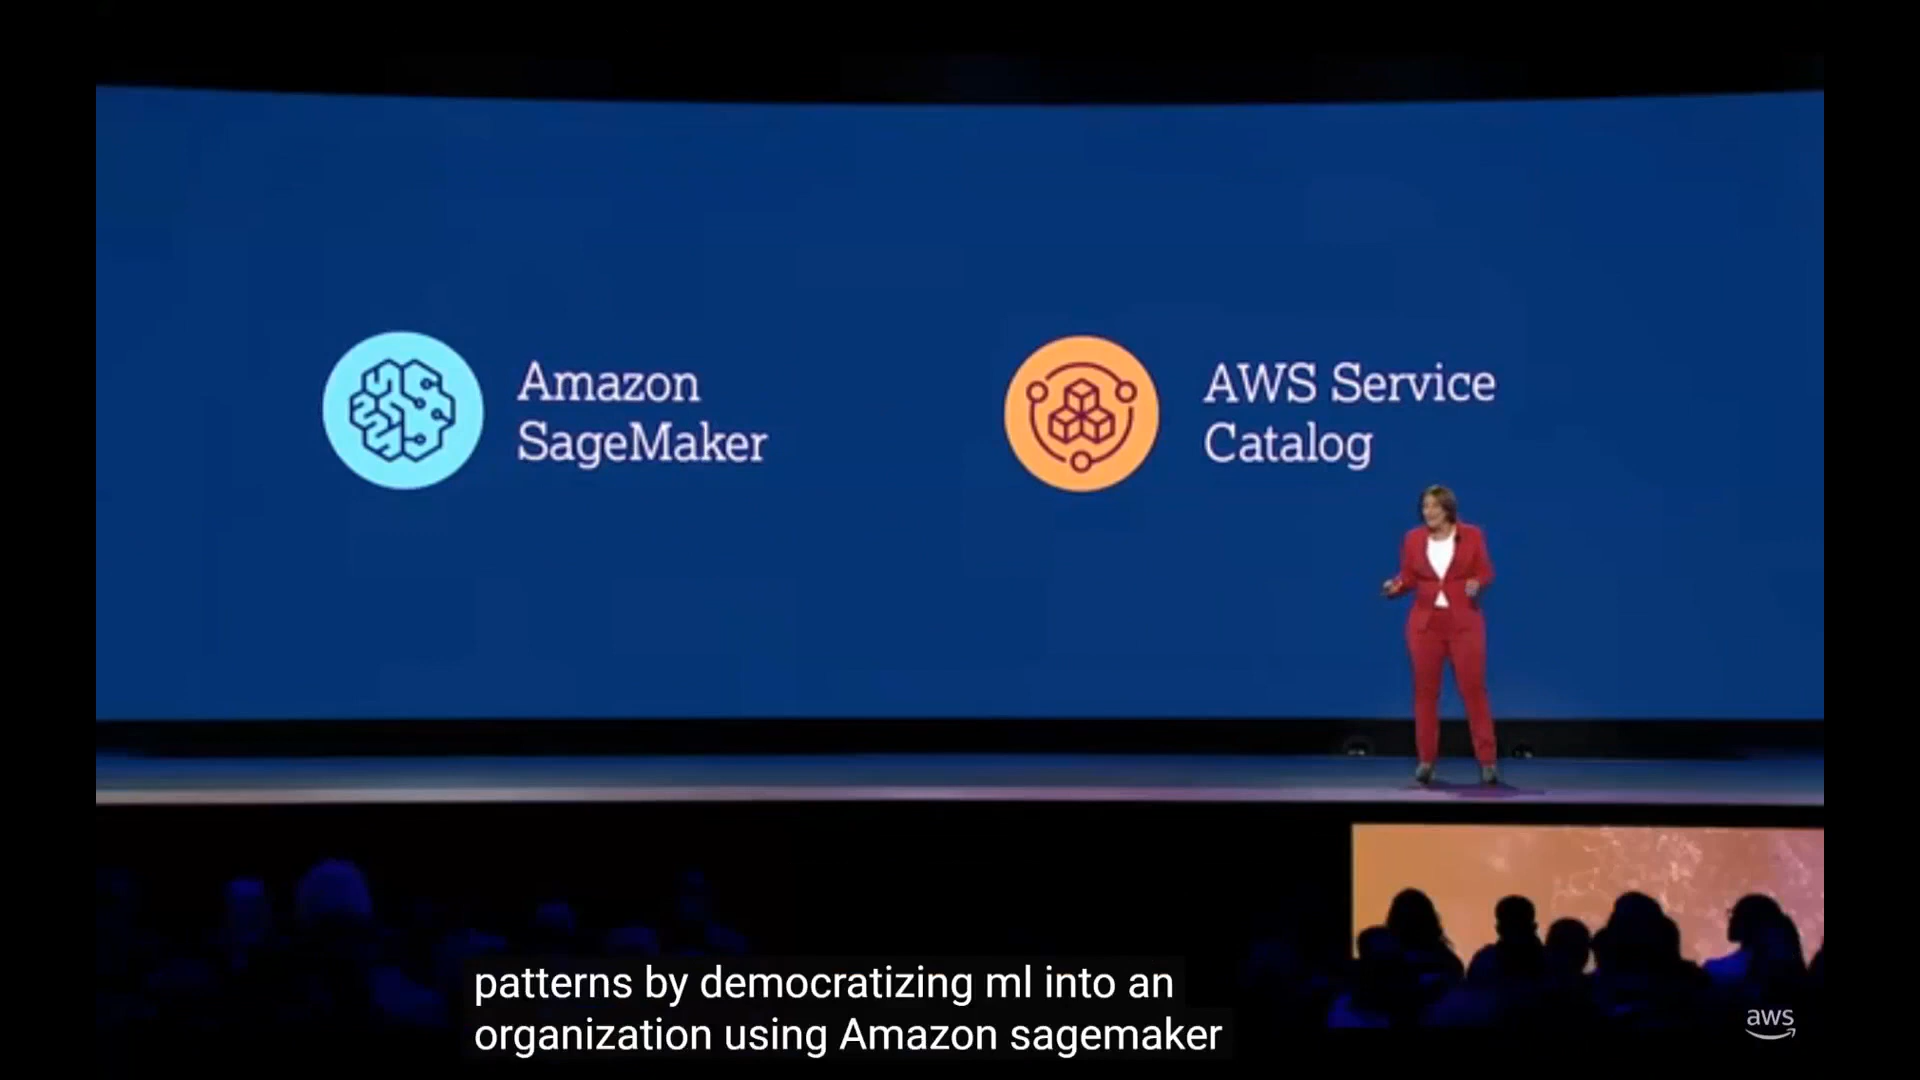 Amazon
SageMaker
AWS Service
Catalog
patterns by democratizing ml into an
organization using Amazon sagemaker
aws